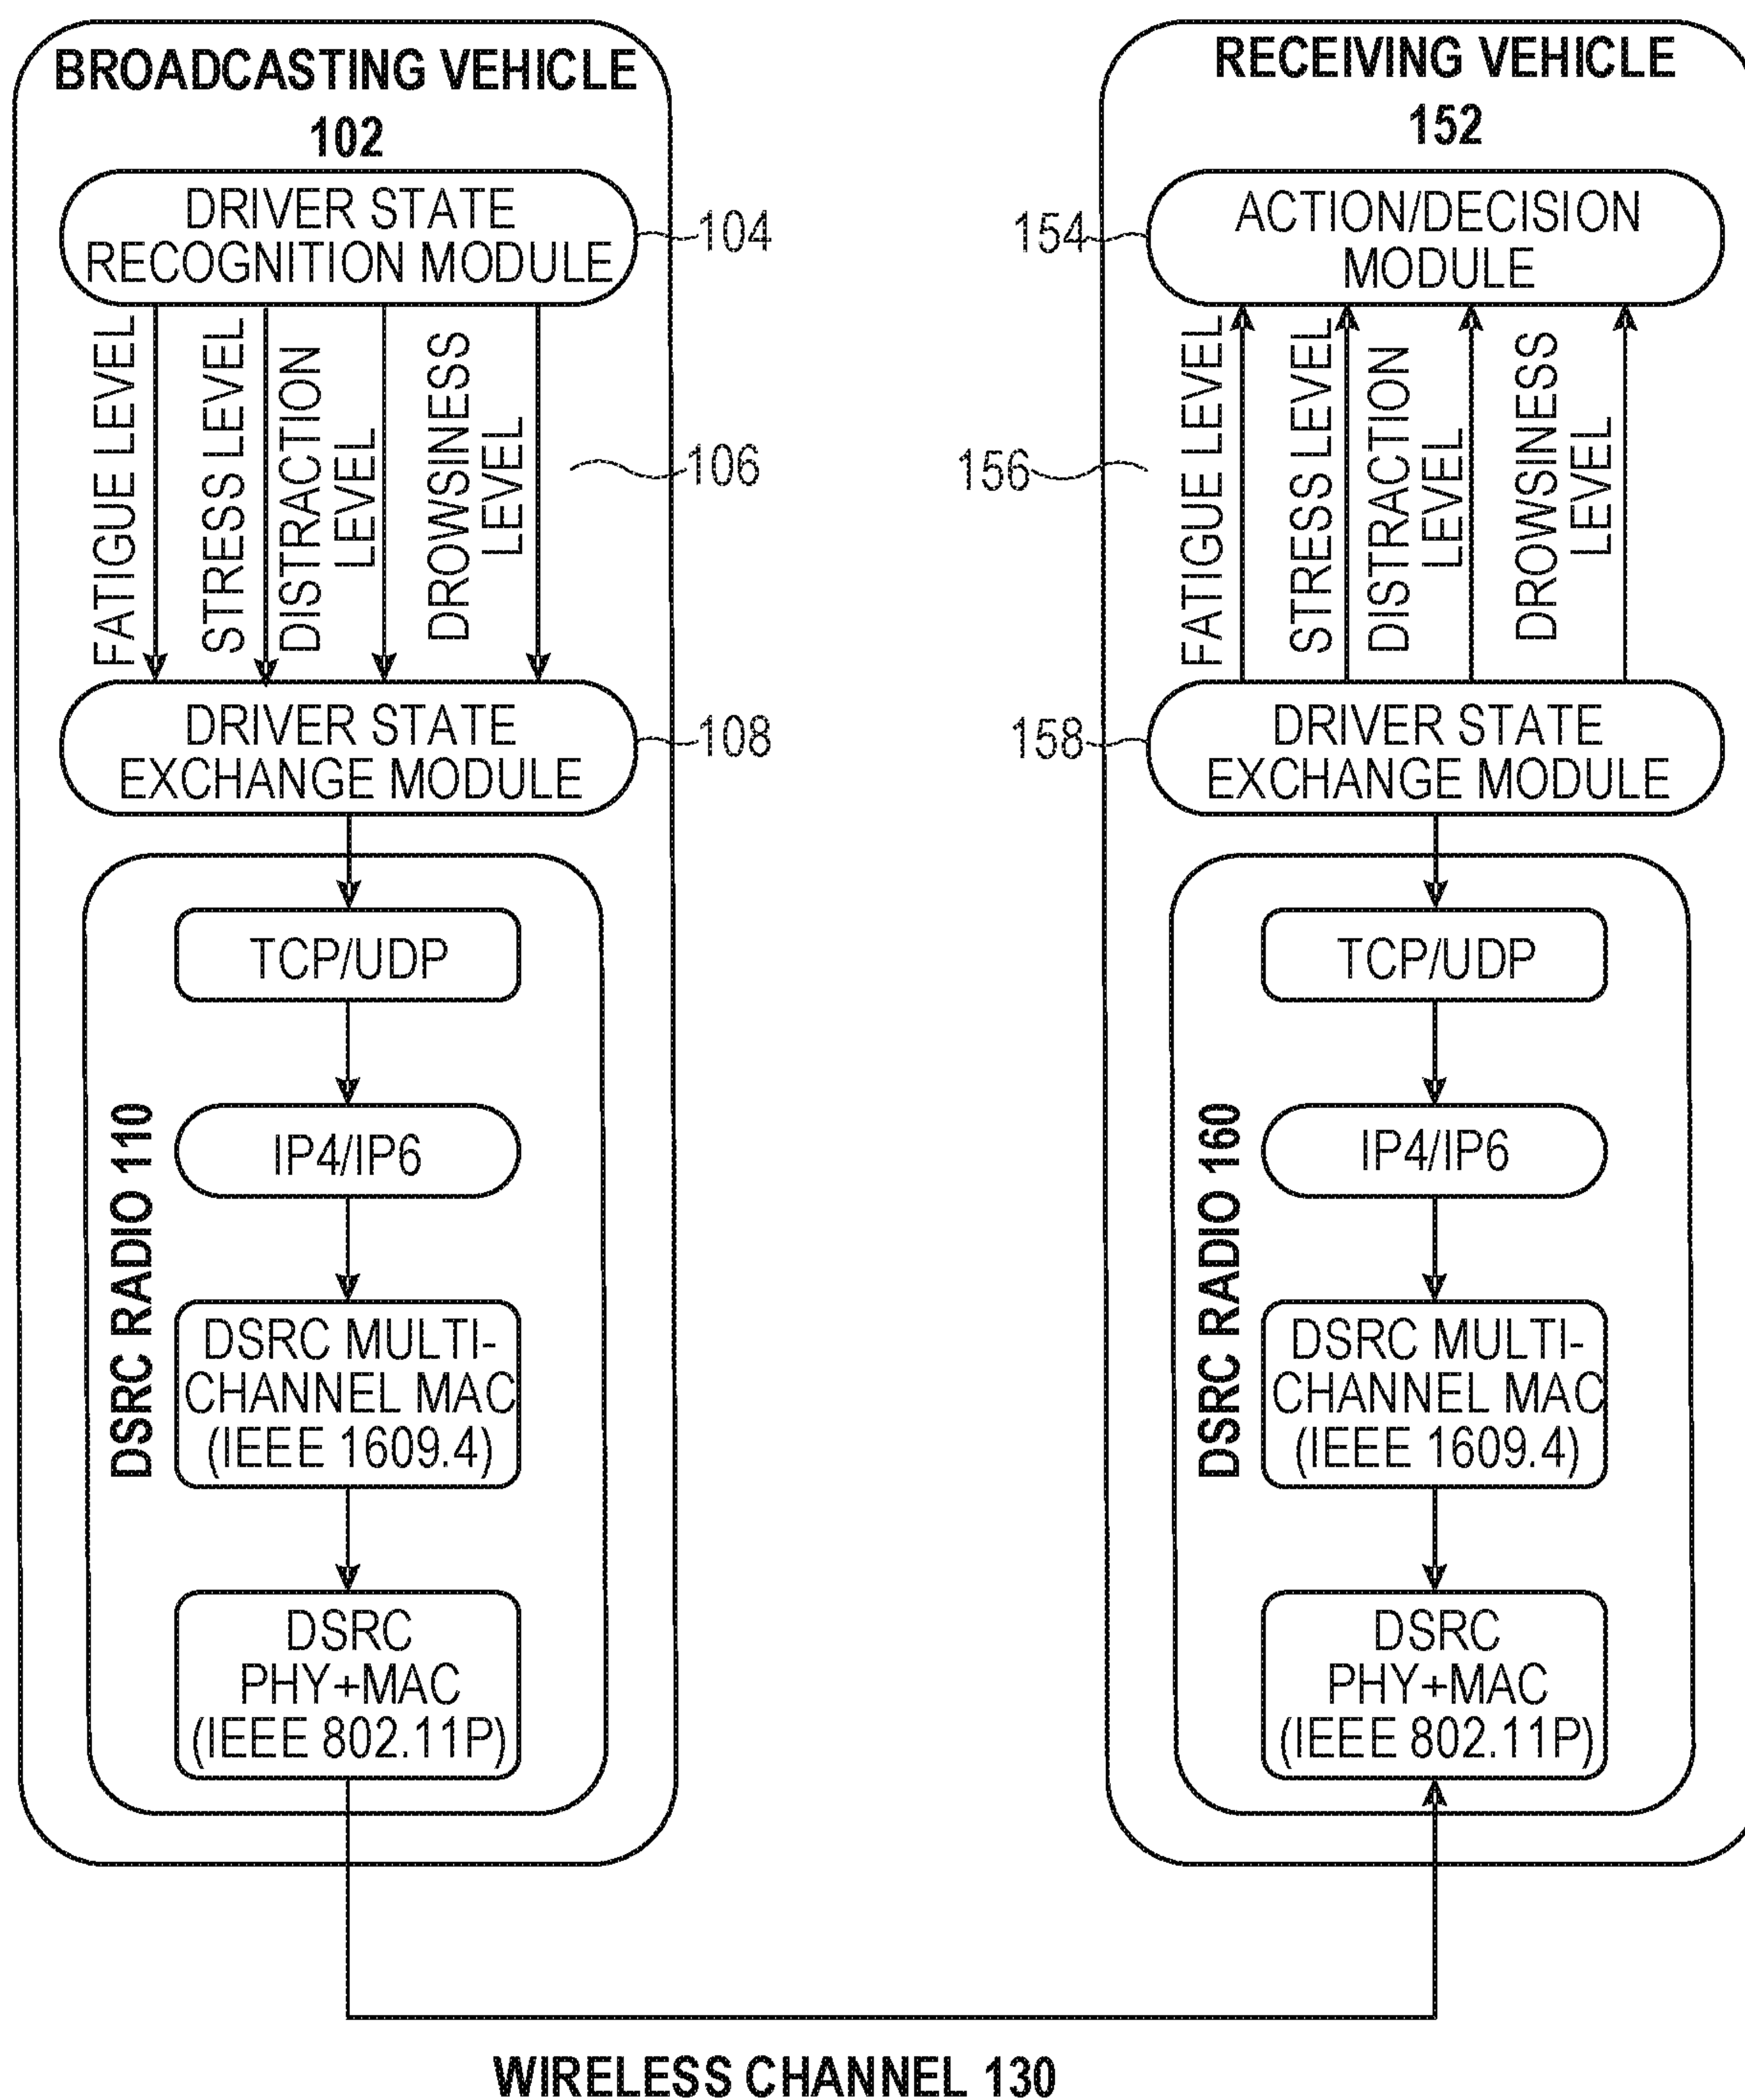 BROADCASTING VEHICLE
102
DRIVER STATE
RECOGNITION MODULE
104
FATIGUE LEVEL
STRESS LEVEL
DISTRACTION
LEVEL
DROWSINESS
LEVEL
106
DRIVER STATE
EXCHANGE MODULE
108
DSRC RADIO 110
TCP/UDP
IP4/IP6
DSRC MULTI-
CHANNEL MAC
(IEEE 1609.4)
DSRC
PHY+MAC
(IEEE 802.11P)
RECEIVING VEHICLE
152
154
ACTION/DECISION
MODULE
156
FATIGUE LEVEL
STRESS LEVEL
DISTRACTION
LEVEL
DROWSINESS
LEVEL
158
DRIVER STATE
EXCHANGE MODULE
DSRC RADIO 160
TCP/UDP
IP4/IP6
DSRC MULTI-
CHANNEL MAC
(IEEE 1609.4)
DSRC
PHY+MAC
(IEEE 802.11P)
WIRELESS CHANNEL 130